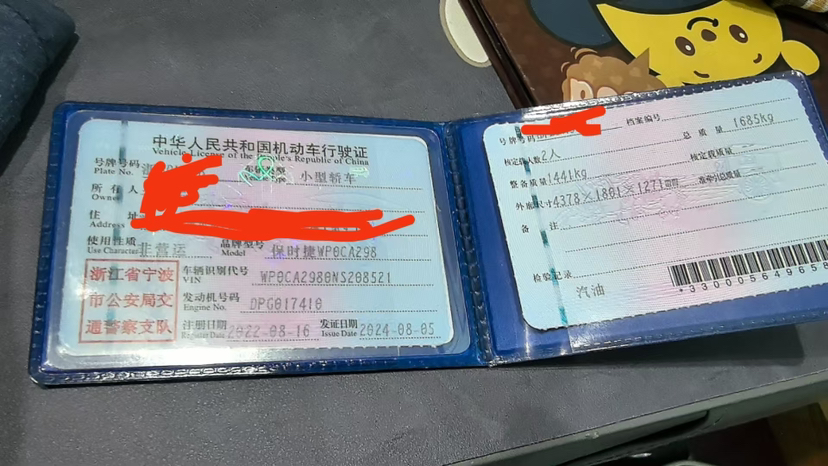 中华人民共和国机动车行驶证
Vehicle License of the People's Republic of China
号牌号码
Plate No.
小型轿车
所有人
Owner
住址
Address
使用性质 非营运
Use Character
品牌型号 保时捷WP0CA298
Model
浙江省宁波
市公安局交
通警察支队
车辆识别代号 WP0CA2980NS208521
VIN
发动机号码 DPG017410
Engine No.
注册日期 2022-08-16
Register Date
发证日期 2024-08-05
Issue Date
号牌号码
档案编号
核定载人数 2人
总质量 1685kg
整备质量 1441kg
核定载质量
外廓尺寸 4378×1801×1271
准牵引总质量
备注
检验记录
汽油